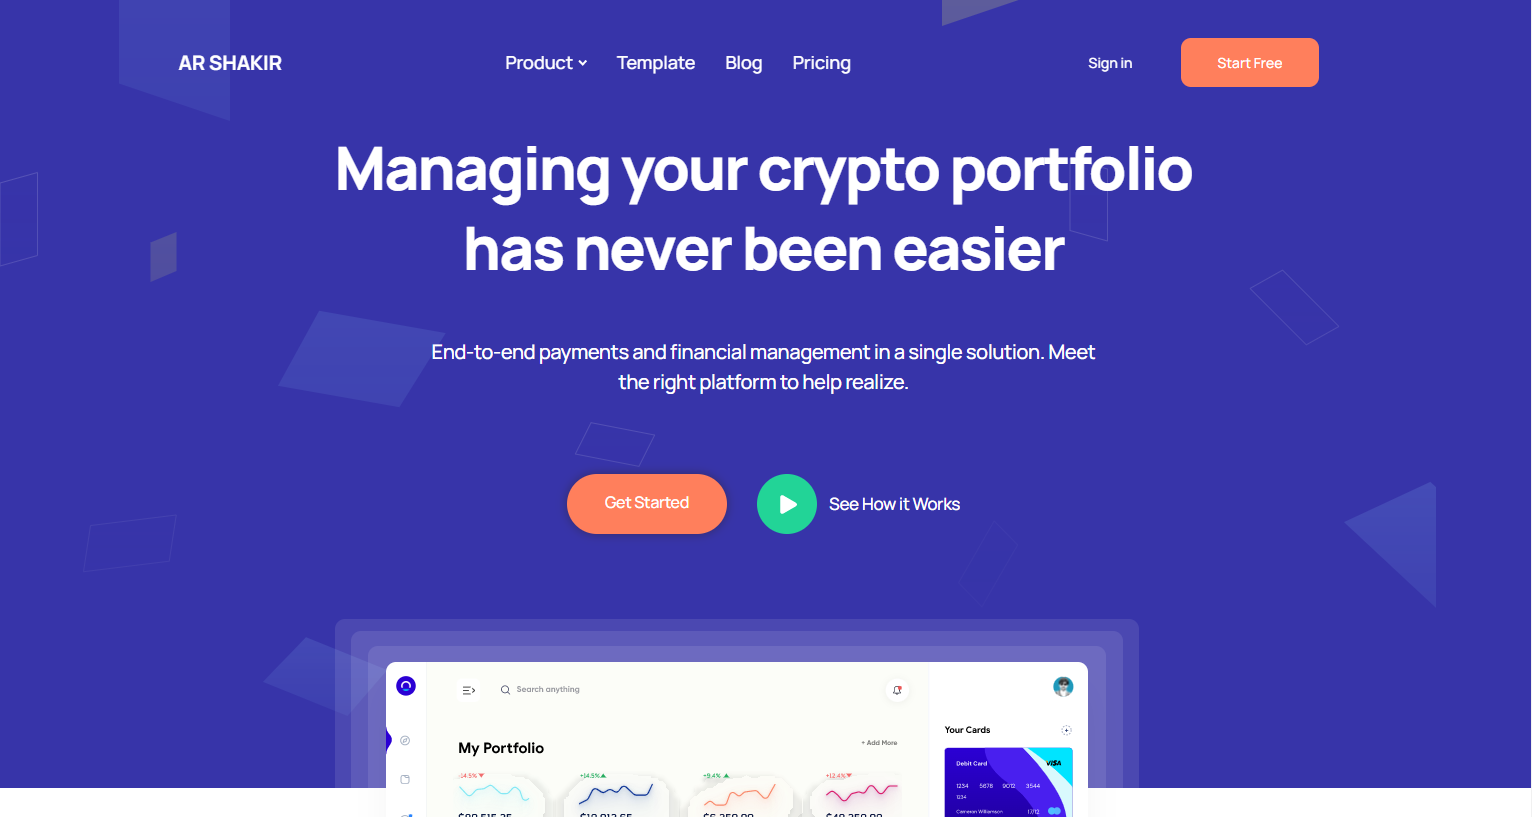 AR SHAKIR
Product
Template
Blog
Pricing
Sign in
Start Free
Managing your crypto portfolio
has never been easier
End-to-end payments and financial management in a single solution. Meet
the right platform to help realize.
Get Started
See How it Works
Search anything
My Portfolio
+ Add More
-14.5%
+14.5%
+9.4%
+12.4%
Your Cards
Debit Card
VISA
1234 5678 9012 3544
1234
Cameron Williamson
17/12